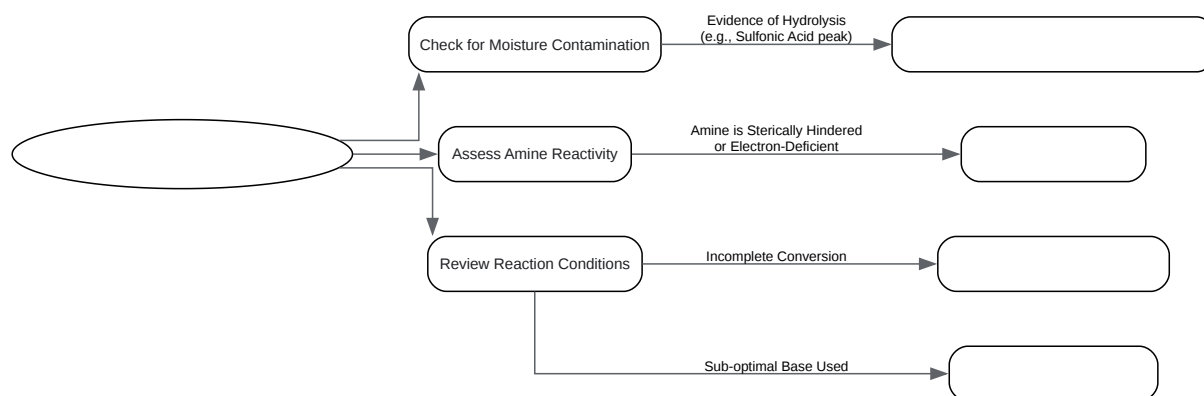 Evidence of Hydrolysis
(e.g., Sulfonic Acid peak)
Check for Moisture Contamination
Amine is Sterically Hindered
or Electron-Deficient
Assess Amine Reactivity
Review Reaction Conditions
Incomplete Conversion
Sub-optimal Base Used